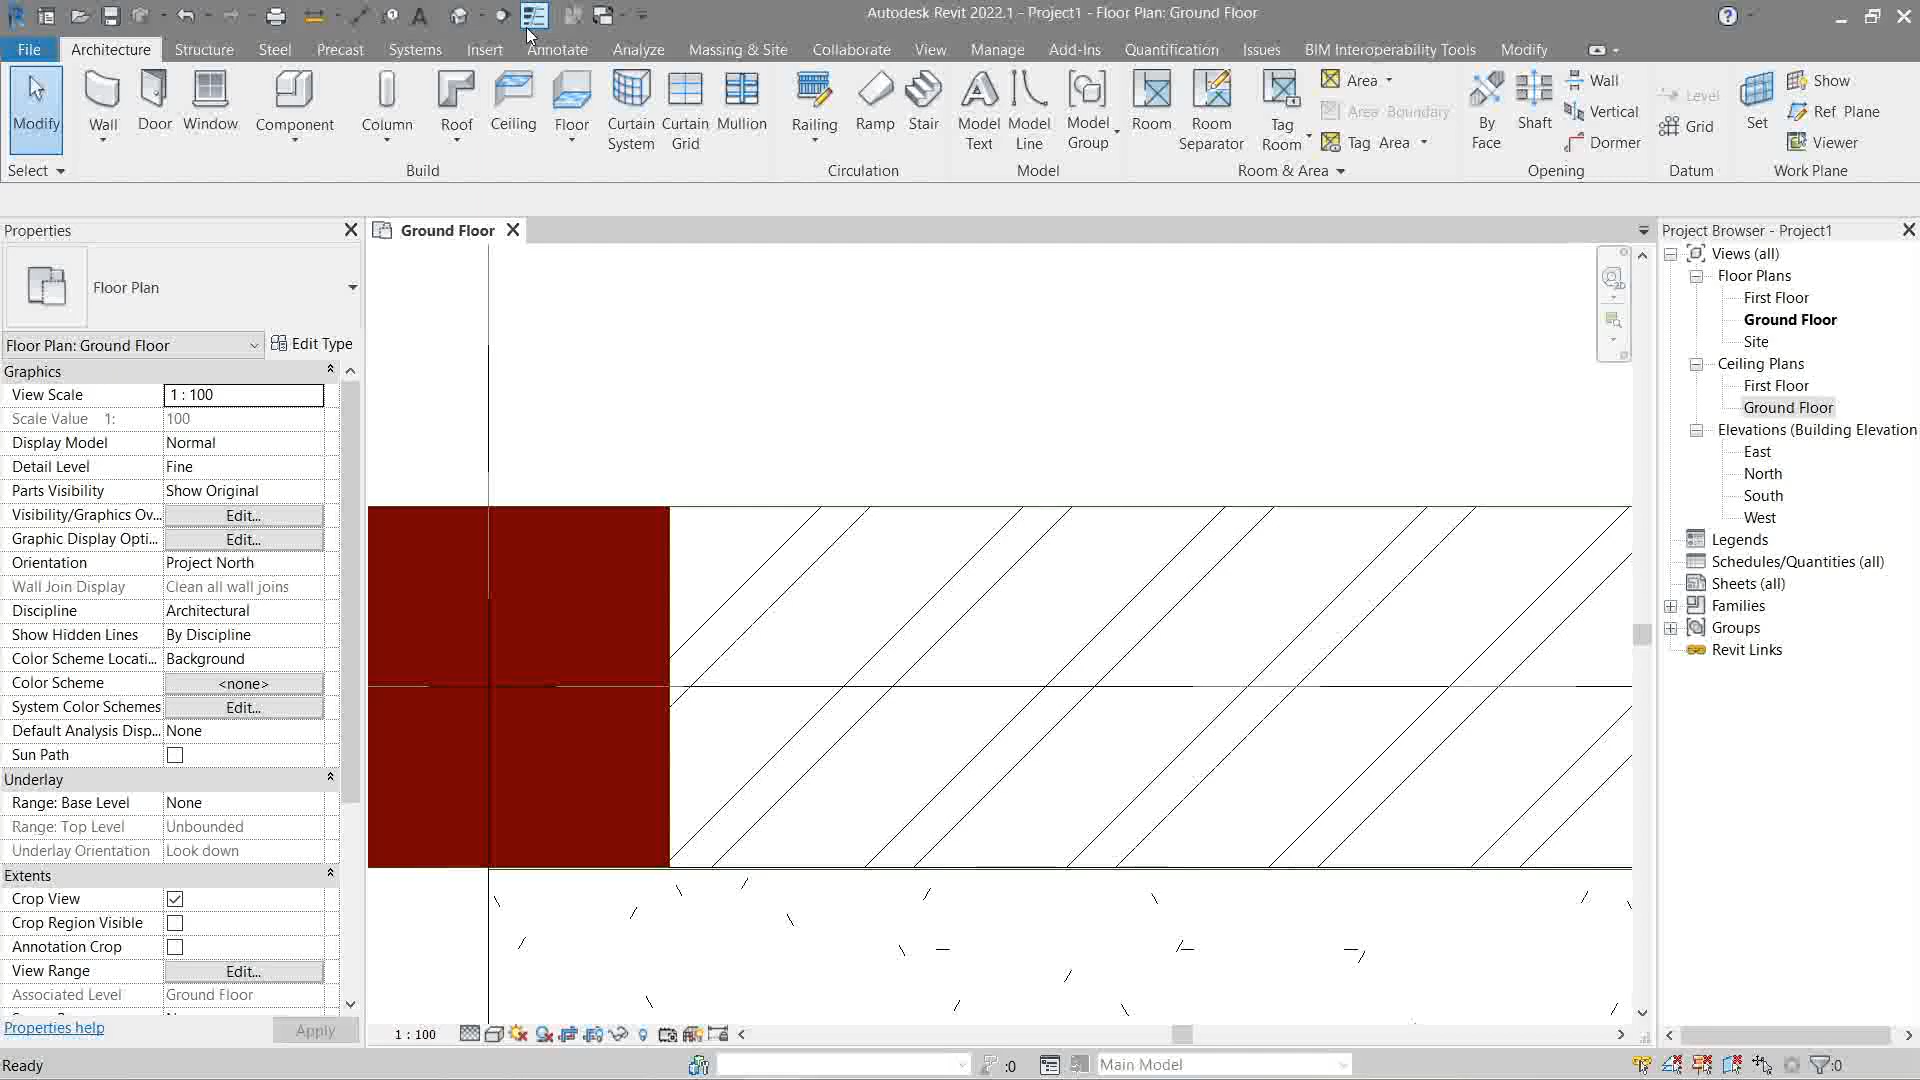 Autodesk Revit 2022.1 - Project1 - Floor Plan: Ground Floor
File Architecture Structure Steel Precast Systems Insert Annotate Analyze Massing & Site Collaborate View Manage Add-Ins Quantification Issues BIM Interoperability Tools Modify
Modify Wall Door Window Component Column Roof Ceiling Floor Curtain System Curtain Grid Mullion Railing Ramp Stair Model Text Model Line Model Group Room Room Separator Tag Room
Area
Area Boundary
Tag Area
By Face Shaft
Wall
Vertical
Dormer
Level
Grid
Set
Show
Ref Plane
Viewer
Select Build Circulation Model Room & Area Opening Datum Work Plane
Properties
Floor Plan
Floor Plan: Ground Floor Edit Type
Graphics
View Scale 1 : 100
Scale Value 1: 100
Display Model Normal
Detail Level Fine
Parts Visibility Show Original
Visibility/Graphics Ov... Edit...
Graphic Display Opti... Edit...
Orientation Project North
Wall Join Display Clean all wall joins
Discipline Architectural
Show Hidden Lines By Discipline
Color Scheme Locati... Background
Color Scheme <none>
System Color Schemes Edit...
Default Analysis Disp... None
Sun Path
Underlay
Range: Base Level None
Range: Top Level Unbounded
Underlay Orientation Look down
Extents
Crop View
Crop Region Visible
Annotation Crop
View Range Edit...
Associated Level Ground Floor
Properties help Apply
Ground Floor
1 : 100
Project Browser - Project1
Views (all)
Floor Plans
First Floor
Ground Floor
Site
Ceiling Plans
First Floor
Ground Floor
Elevations (Building Elevation
East
North
South
West
Legends
Schedules/Quantities (all)
Sheets (all)
Families
Groups
Revit Links
Ready :0 Main Model :0